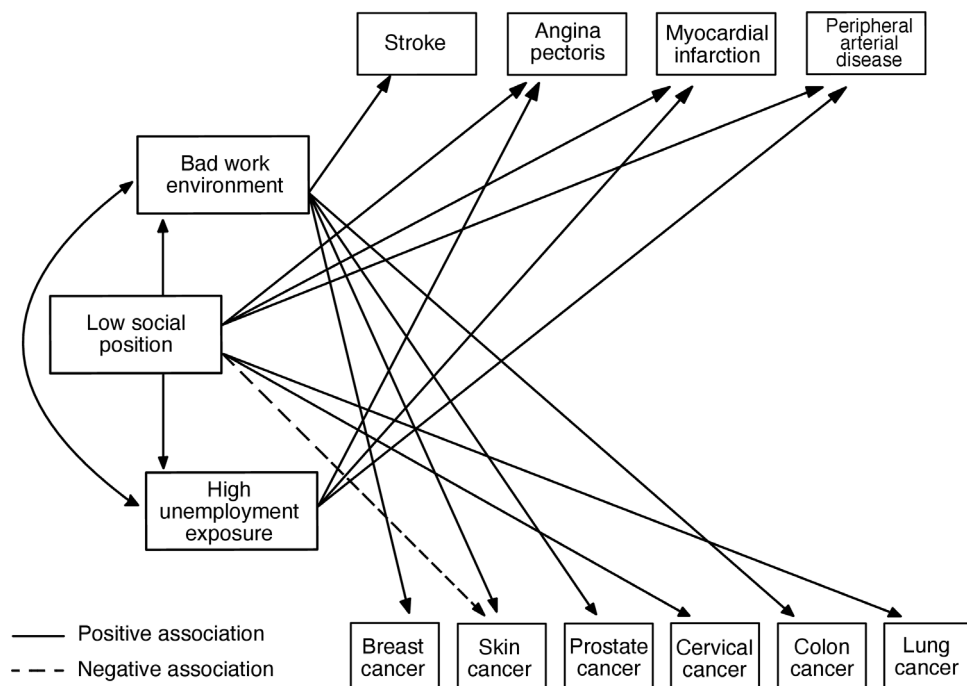 Stroke
Angina
pectoris
Myocardial
infarction
Peripheral
arterial
disease
Bad work
environment
Low social
position
High
unemployment
exposure
Positive association
Negative association
Breast
cancer
Skin
cancer
Prostate
cancer
Cervical
cancer
Colon
cancer
Lung
cancer